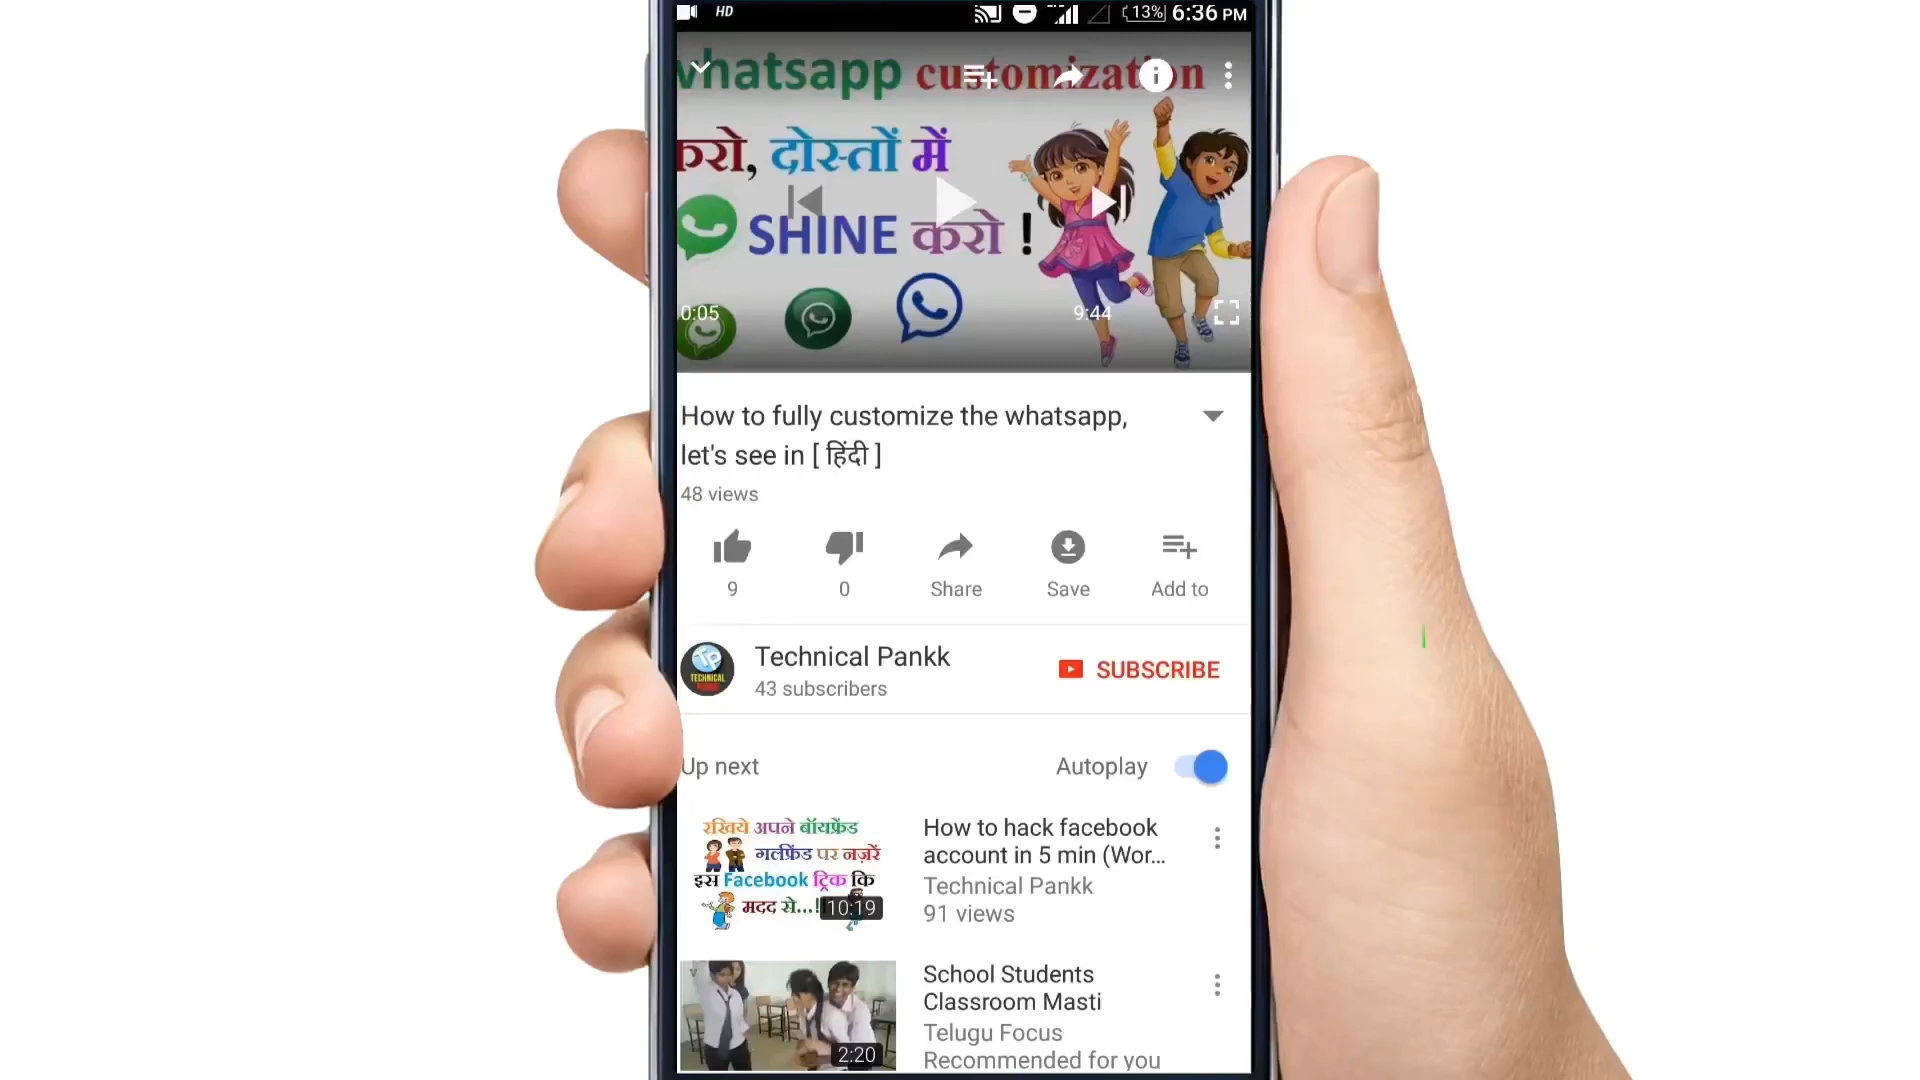 HD 13% 6:36 PM
whatsapp customization
करो, दोस्तों में
SHINE करो !
0:05 9:44
How to fully customize the whatsapp,
let's see in [ हिंदी ]
48 views
9 0 Share Save Add to
TP
TECHNICAL
Technical Pankk
43 subscribers
SUBSCRIBE
Up next Autoplay
रखिये अपने बॉयफ्रेंड
गर्लफ्रेंड पर नज़रें
इस Facebook ट्रिक कि
मदद से...!
10:19
How to hack facebook
account in 5 min (Wor...
Technical Pankk
91 views
2:20
School Students
Classroom Masti
Telugu Focus
Recommended for you